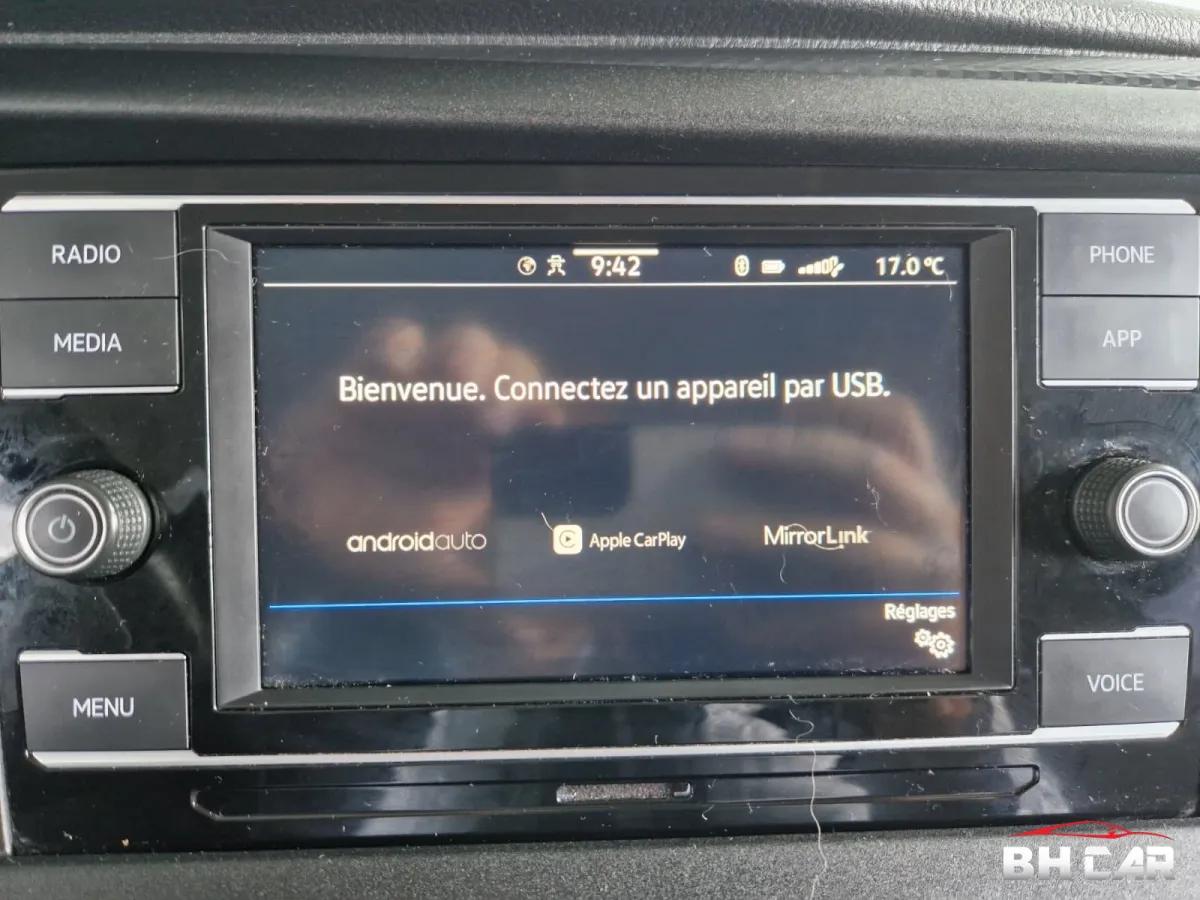 RADIO
MEDIA
MENU
9:42
17.0 °C
Bienvenue. Connectez un appareil par USB.
androidauto
Apple CarPlay
MirrorLink
Réglages
PHONE
APP
VOICE
BH CAR